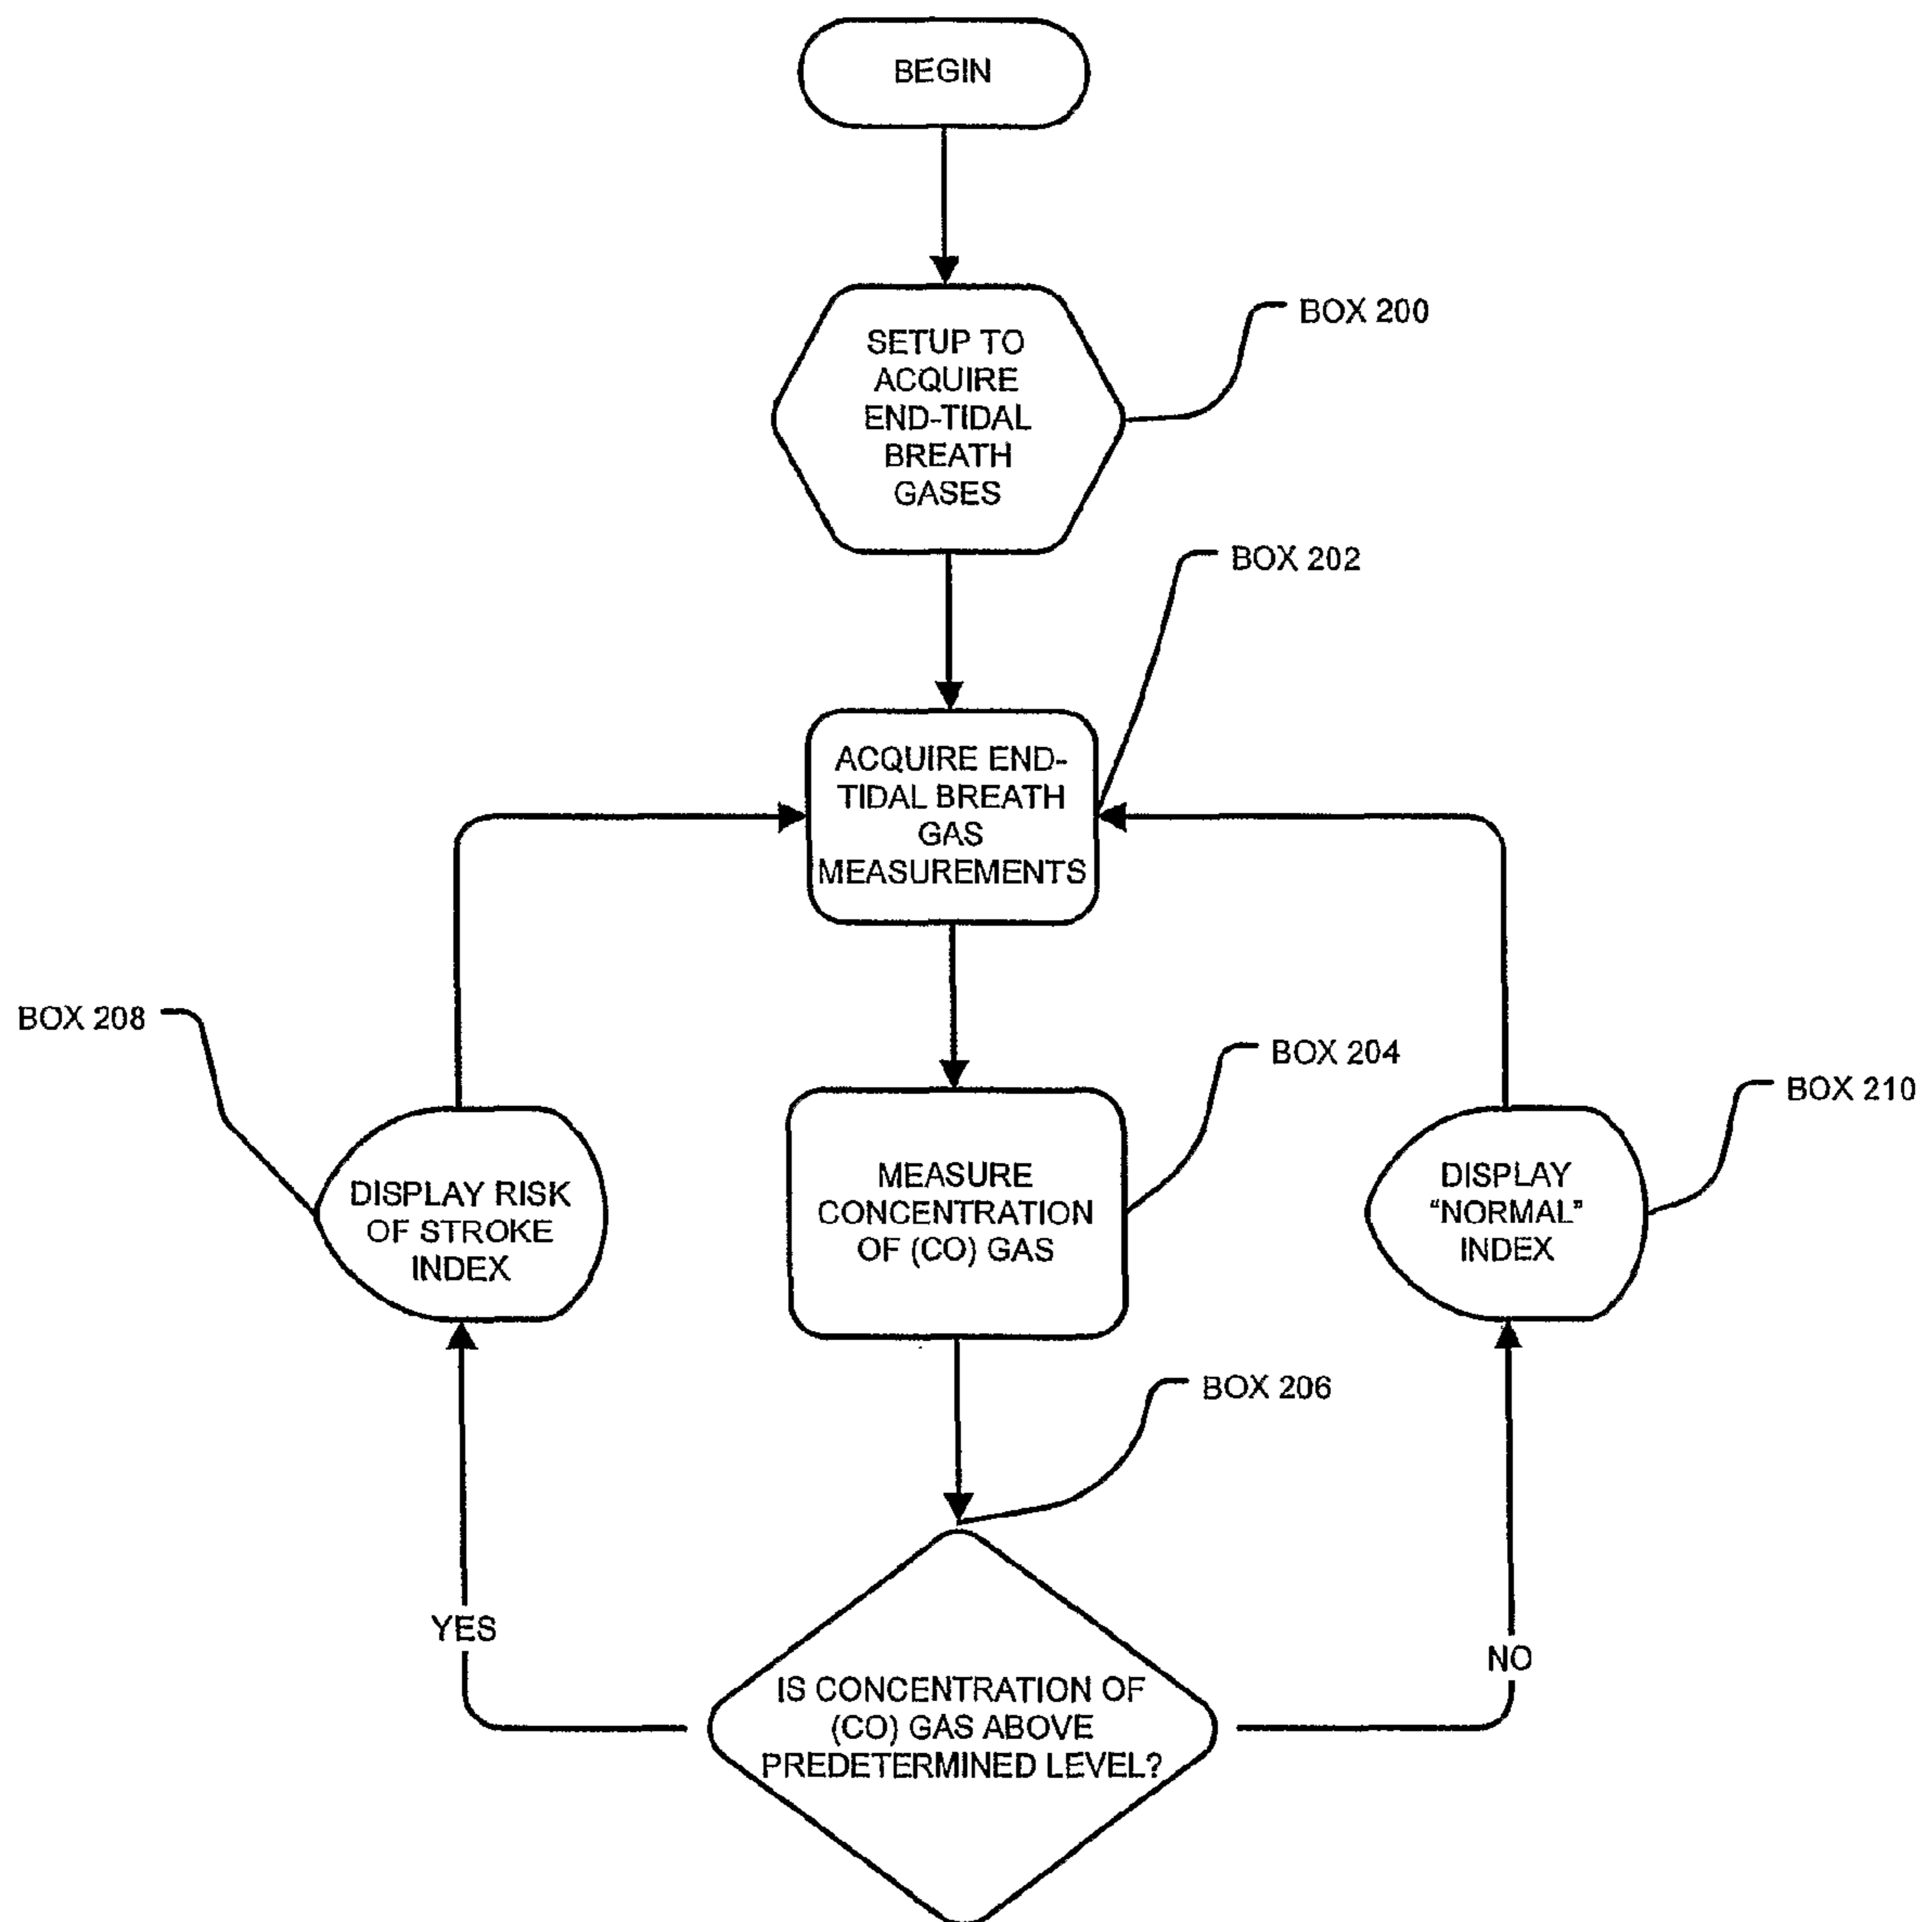 BEGIN
SETUP TO
ACQUIRE
END-TIDAL
BREATH
GASES
BOX 200
BOX 202
ACQUIRE END-
TIDAL BREATH
GAS
MEASUREMENTS
BOX 208
BOX 204
BOX 210
DISPLAY RISK
OF STROKE
INDEX
MEASURE
CONCENTRATION
OF (CO) GAS
DISPLAY
"NORMAL"
INDEX
BOX 206
YES
NO
IS CONCENTRATION OF
(CO) GAS ABOVE
PREDETERMINED LEVEL?